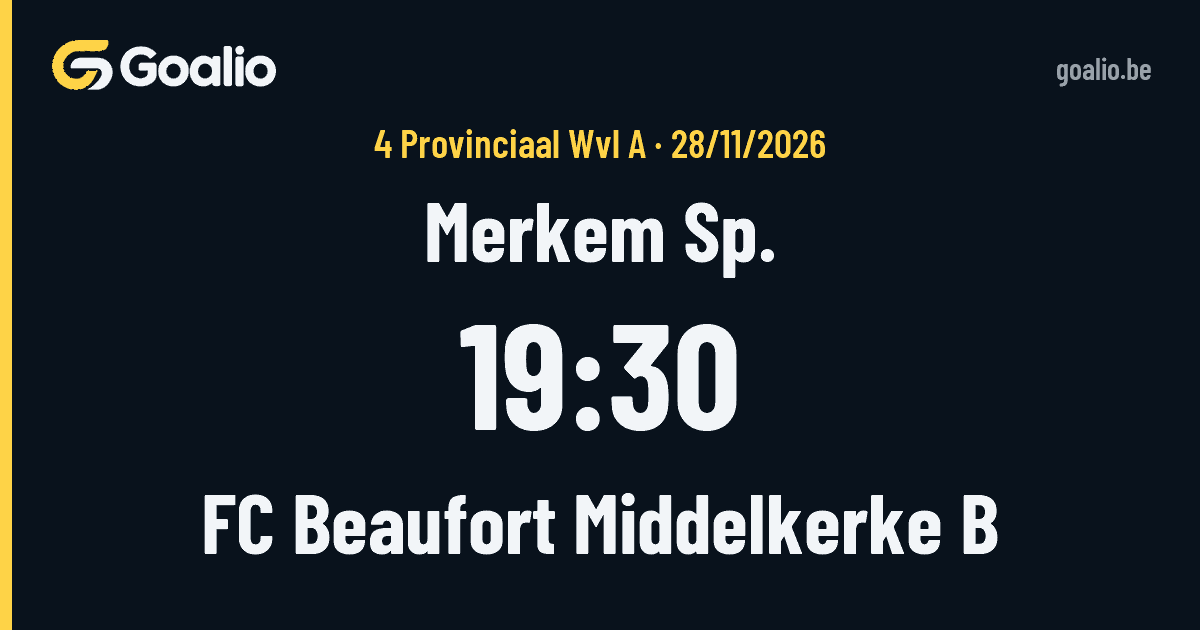 Goalio
goalio.be
4 Provinciaal Wvl A · 28/11/2026
Merkem Sp.
19:30
FC Beaufort Middelkerke B